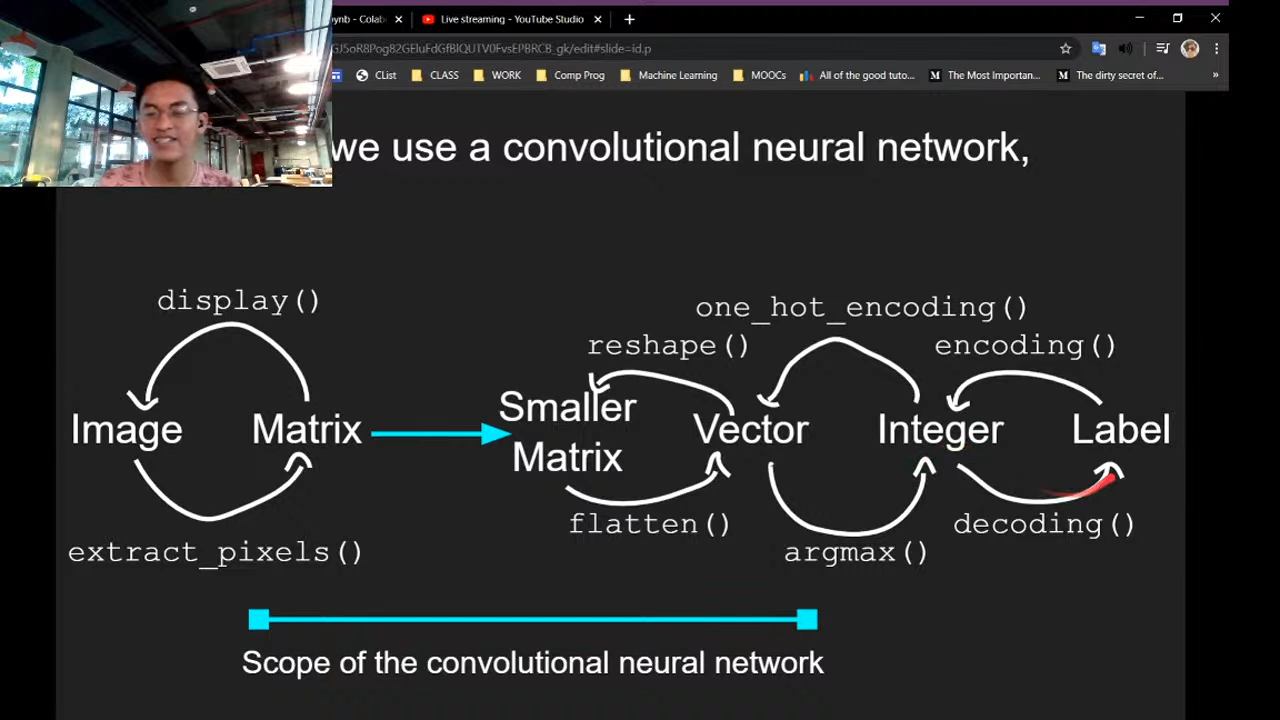 ynb - Colab
Live streaming - YouTube Studio
CList
CLASS
WORK
Comp Prog
Machine Learning
MOOCs
All of the good tuto...
The Most Importan...
The dirty secret of...
we use a convolutional neural network,
display()
one_hot_encoding()
reshape()
encoding()
Image
Matrix
Smaller
Matrix
Vector
Integer
Label
flatten()
decoding()
extract_pixels()
argmax()
Scope of the convolutional neural network